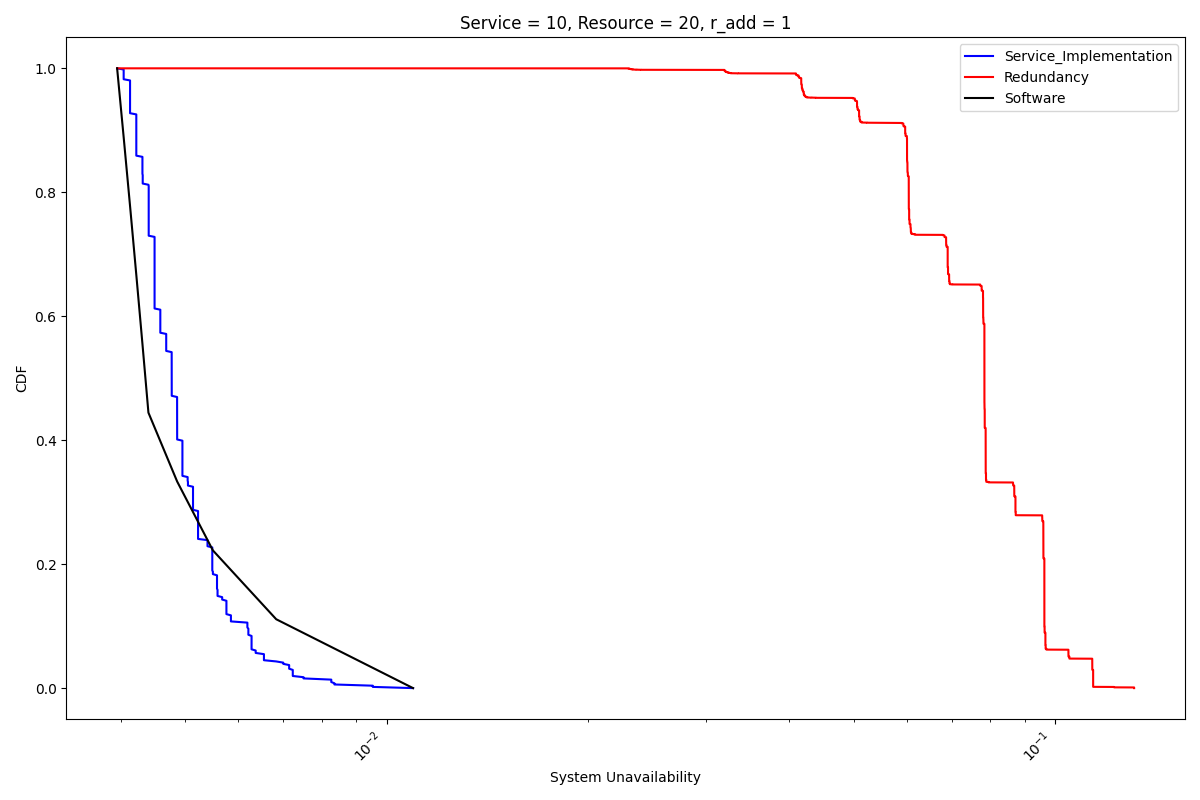 Service = 10, Resource = 20, r_add = 1
Service_Implementation
Redundancy
Software
1.0
0.8
0.6
0.4
0.2
0.0
CDF
10⁻²
10⁻¹
System Unavailability